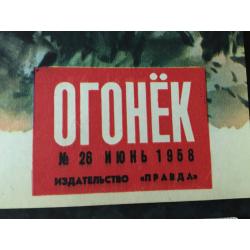 ОГОНЁК
№ 26 ИЮНЬ 1958
ИЗДАТЕЛЬСТВО «ПРАВДА»